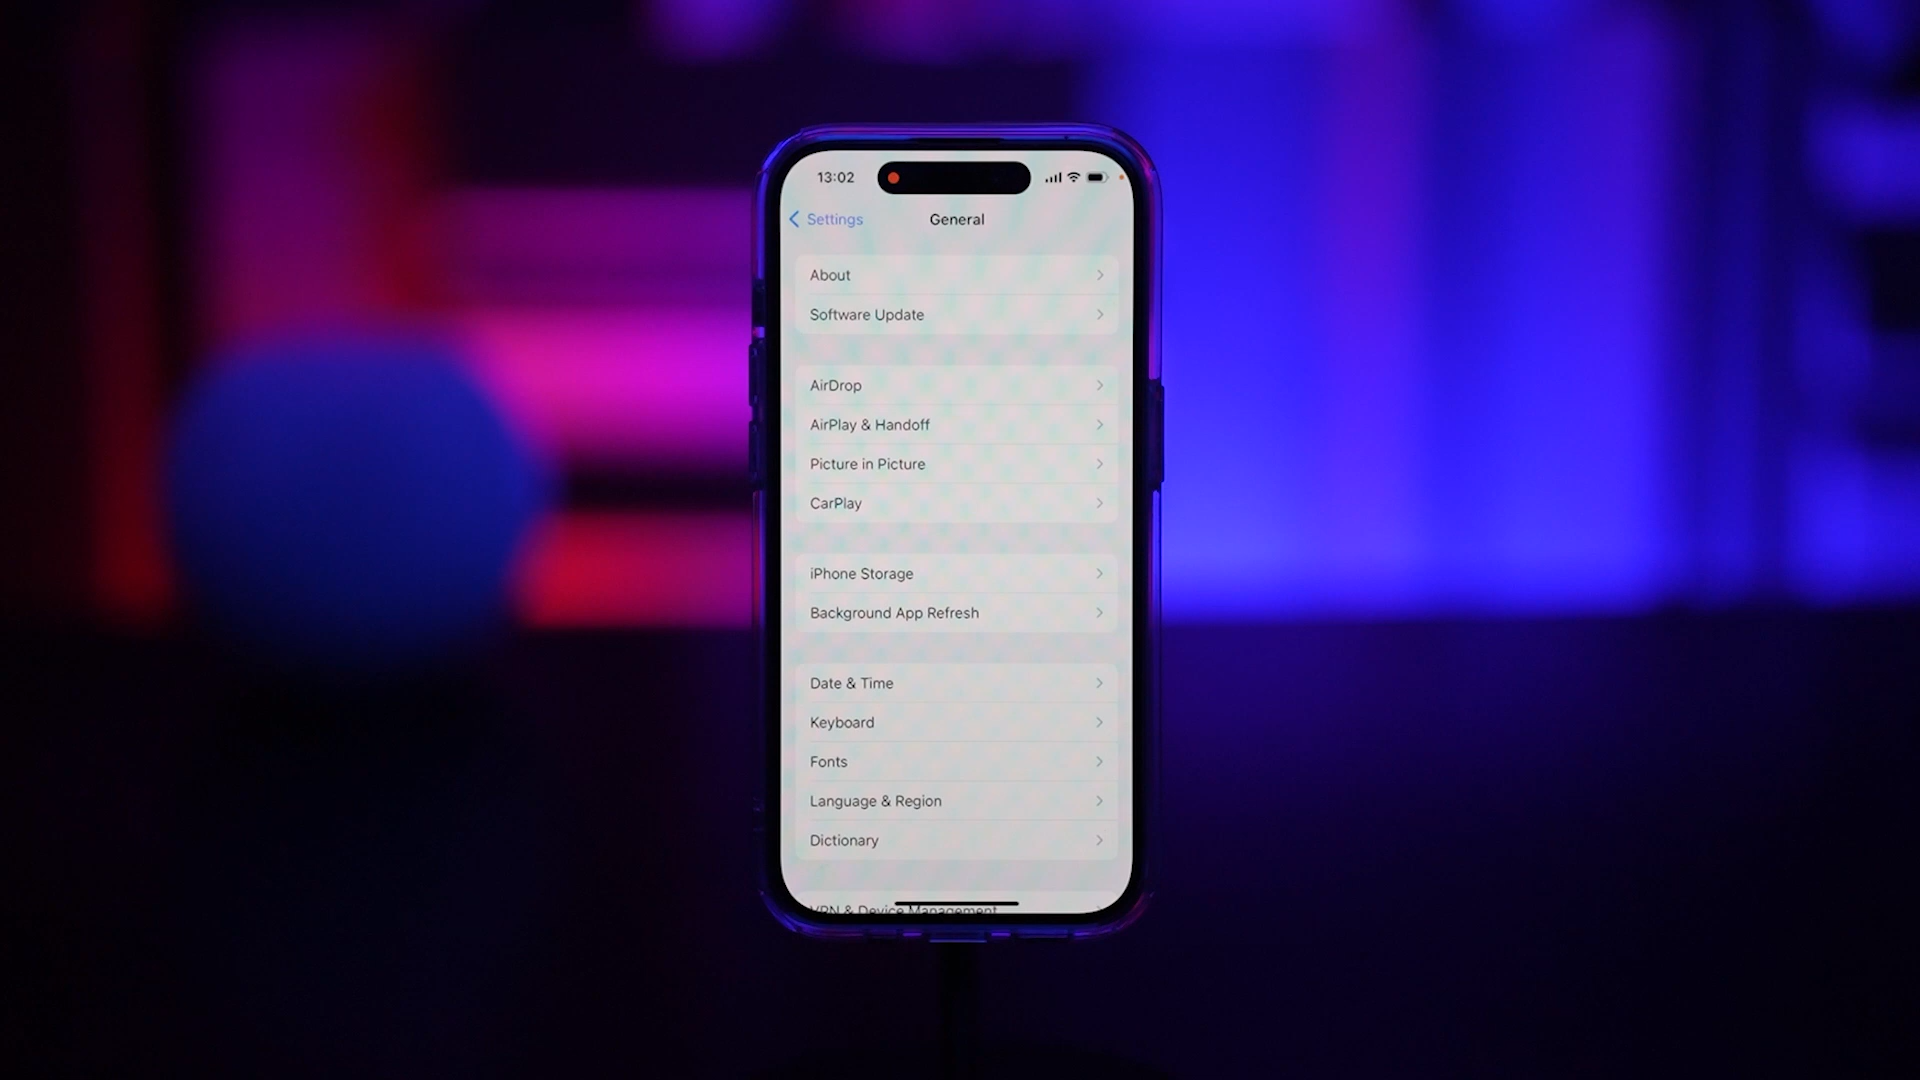 13:02
Settings
General
About
Software Update
AirDrop
AirPlay & Handoff
Picture in Picture
CarPlay
iPhone Storage
Background App Refresh
Date & Time
Keyboard
Fonts
Language & Region
Dictionary
VPN & Device Management